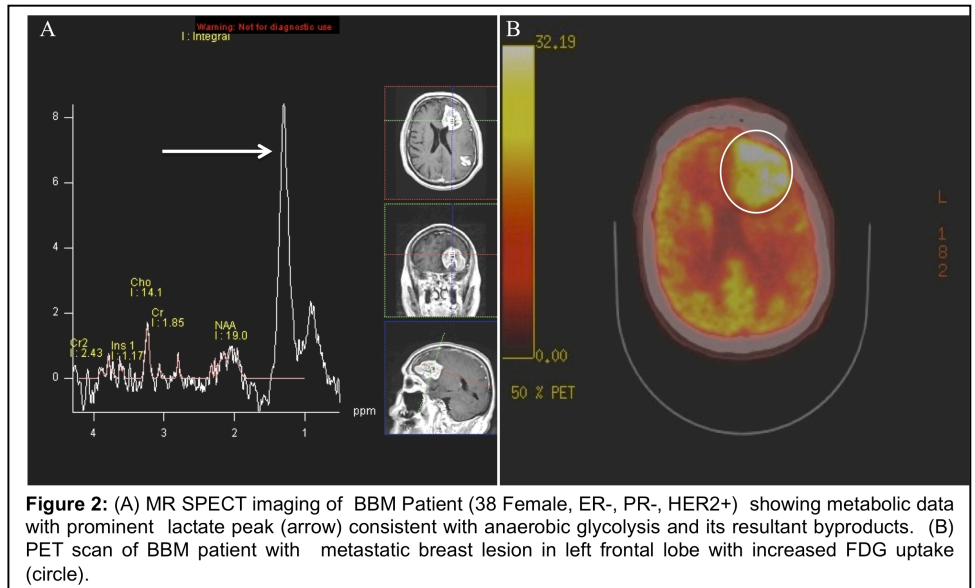 A
Warning: Not for diagnostic use
I : Integral
8
6
4
2
0
Cho
I : 14.1
Cr
I : 1.85
NAA
I : 19.0
Cr2
I : 2.43
Ins 1
I : 1.17
ppm
4 3 2 1
B
32.19
0.00
50 % PET
L
1
8
2
Figure 2: (A) MR SPECT imaging of BBM Patient (38 Female, ER-, PR-, HER2+) showing metabolic data
with prominent lactate peak (arrow) consistent with anaerobic glycolysis and its resultant byproducts. (B)
PET scan of BBM patient with metastatic breast lesion in left frontal lobe with increased FDG uptake
(circle).